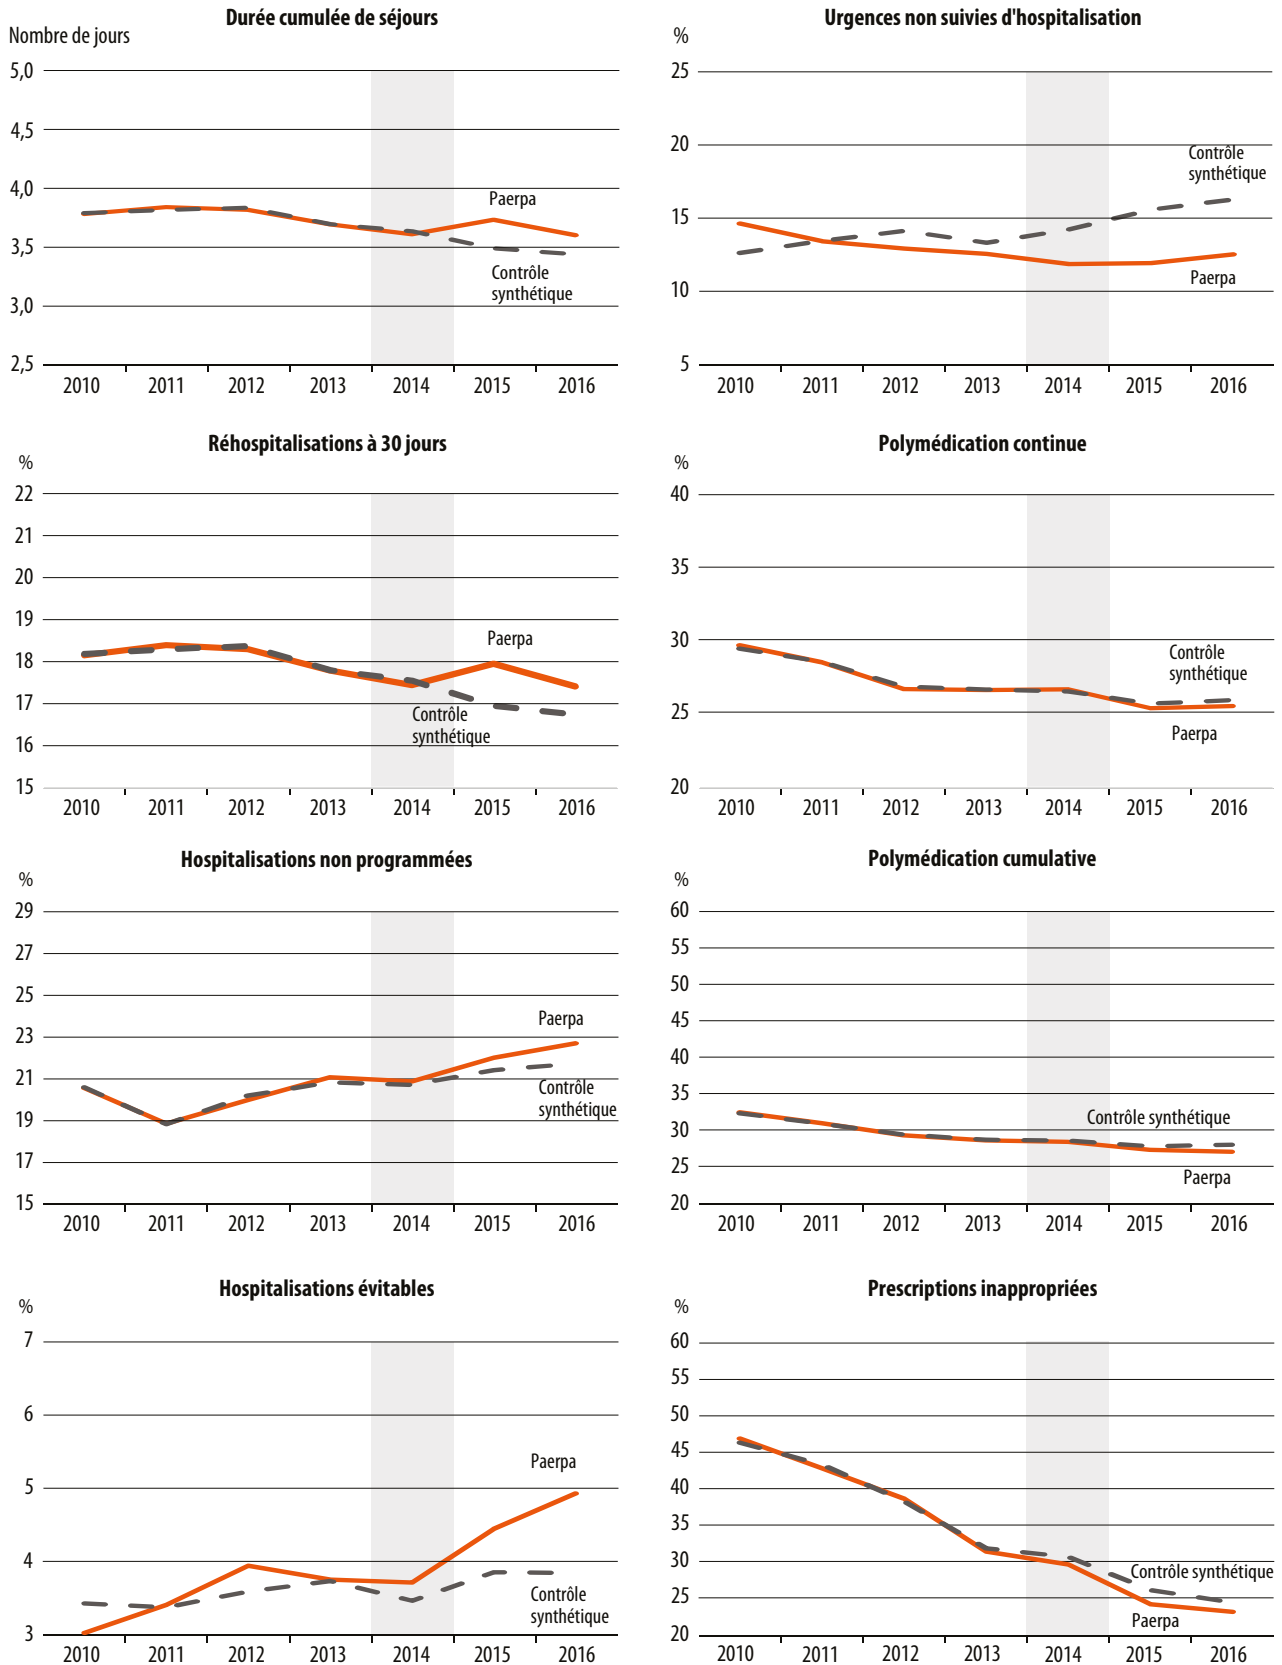 Durée cumulée de séjours
Nombre de jours
5,0
4,5
4,0
3,5
3,0
2,5
Paerpa
Contrôle
synthétique
2010 2011 2012 2013 2014 2015 2016
Urgences non suivies d'hospitalisation
%
25
20
15
10
5
Contrôle
synthétique
Paerpa
2010 2011 2012 2013 2014 2015 2016
Réhospitalisations à 30 jours
%
22
21
20
19
18
17
16
15
Paerpa
Contrôle
synthétique
2010 2011 2012 2013 2014 2015 2016
Polymédication continue
%
40
35
30
25
20
Contrôle
synthétique
Paerpa
2010 2011 2012 2013 2014 2015 2016
Hospitalisations non programmées
%
29
27
25
23
21
19
17
15
Paerpa
Contrôle
synthétique
2010 2011 2012 2013 2014 2015 2016
Polymédication cumulative
%
60
55
50
45
40
35
30
25
20
Contrôle synthétique
Paerpa
2010 2011 2012 2013 2014 2015 2016
Hospitalisations évitables
%
7
6
5
4
3
Paerpa
Contrôle
synthétique
2010 2011 2012 2013 2014 2015 2016
Prescriptions inappropriées
%
60
55
50
45
40
35
30
25
20
Contrôle synthétique
Paerpa
2010 2011 2012 2013 2014 2015 2016